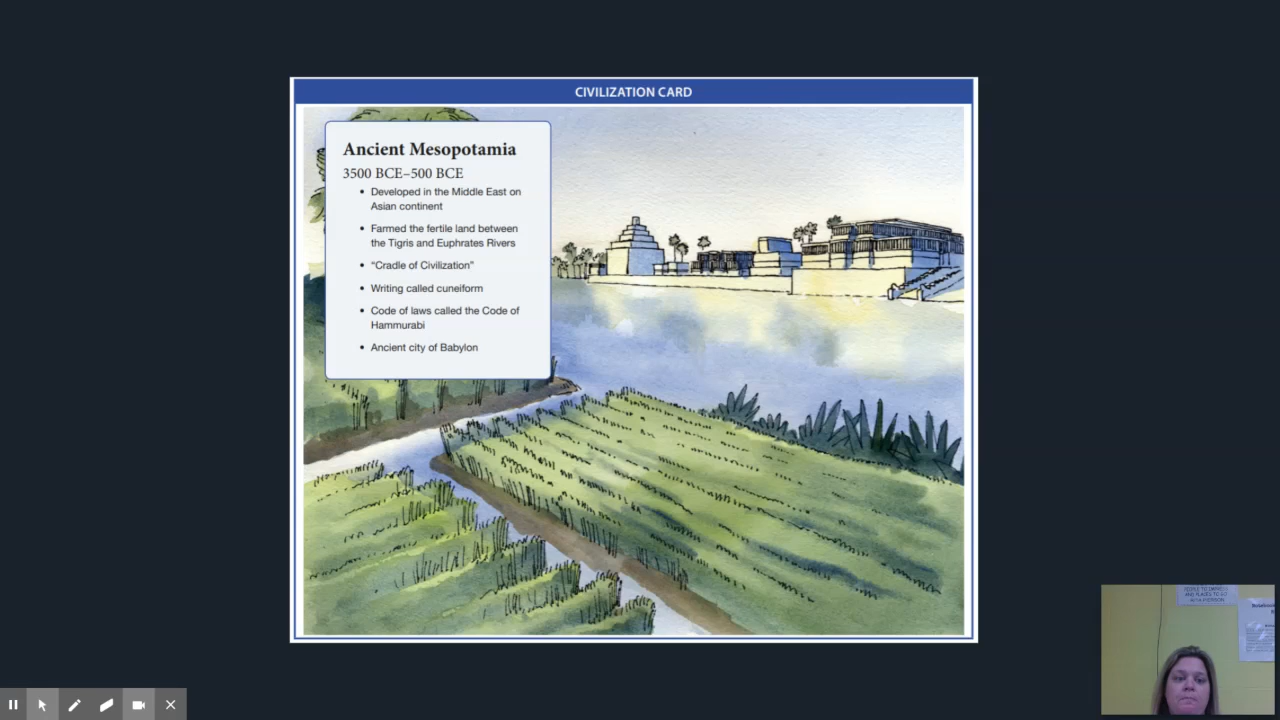 CIVILIZATION CARD
Ancient Mesopotamia
3500 BCE–500 BCE
• Developed in the Middle East on
Asian continent
• Farmed the fertile land between
the Tigris and Euphrates Rivers
• “Cradle of Civilization”
• Writing called cuneiform
• Code of laws called the Code of
Hammurabi
• Ancient city of Babylon